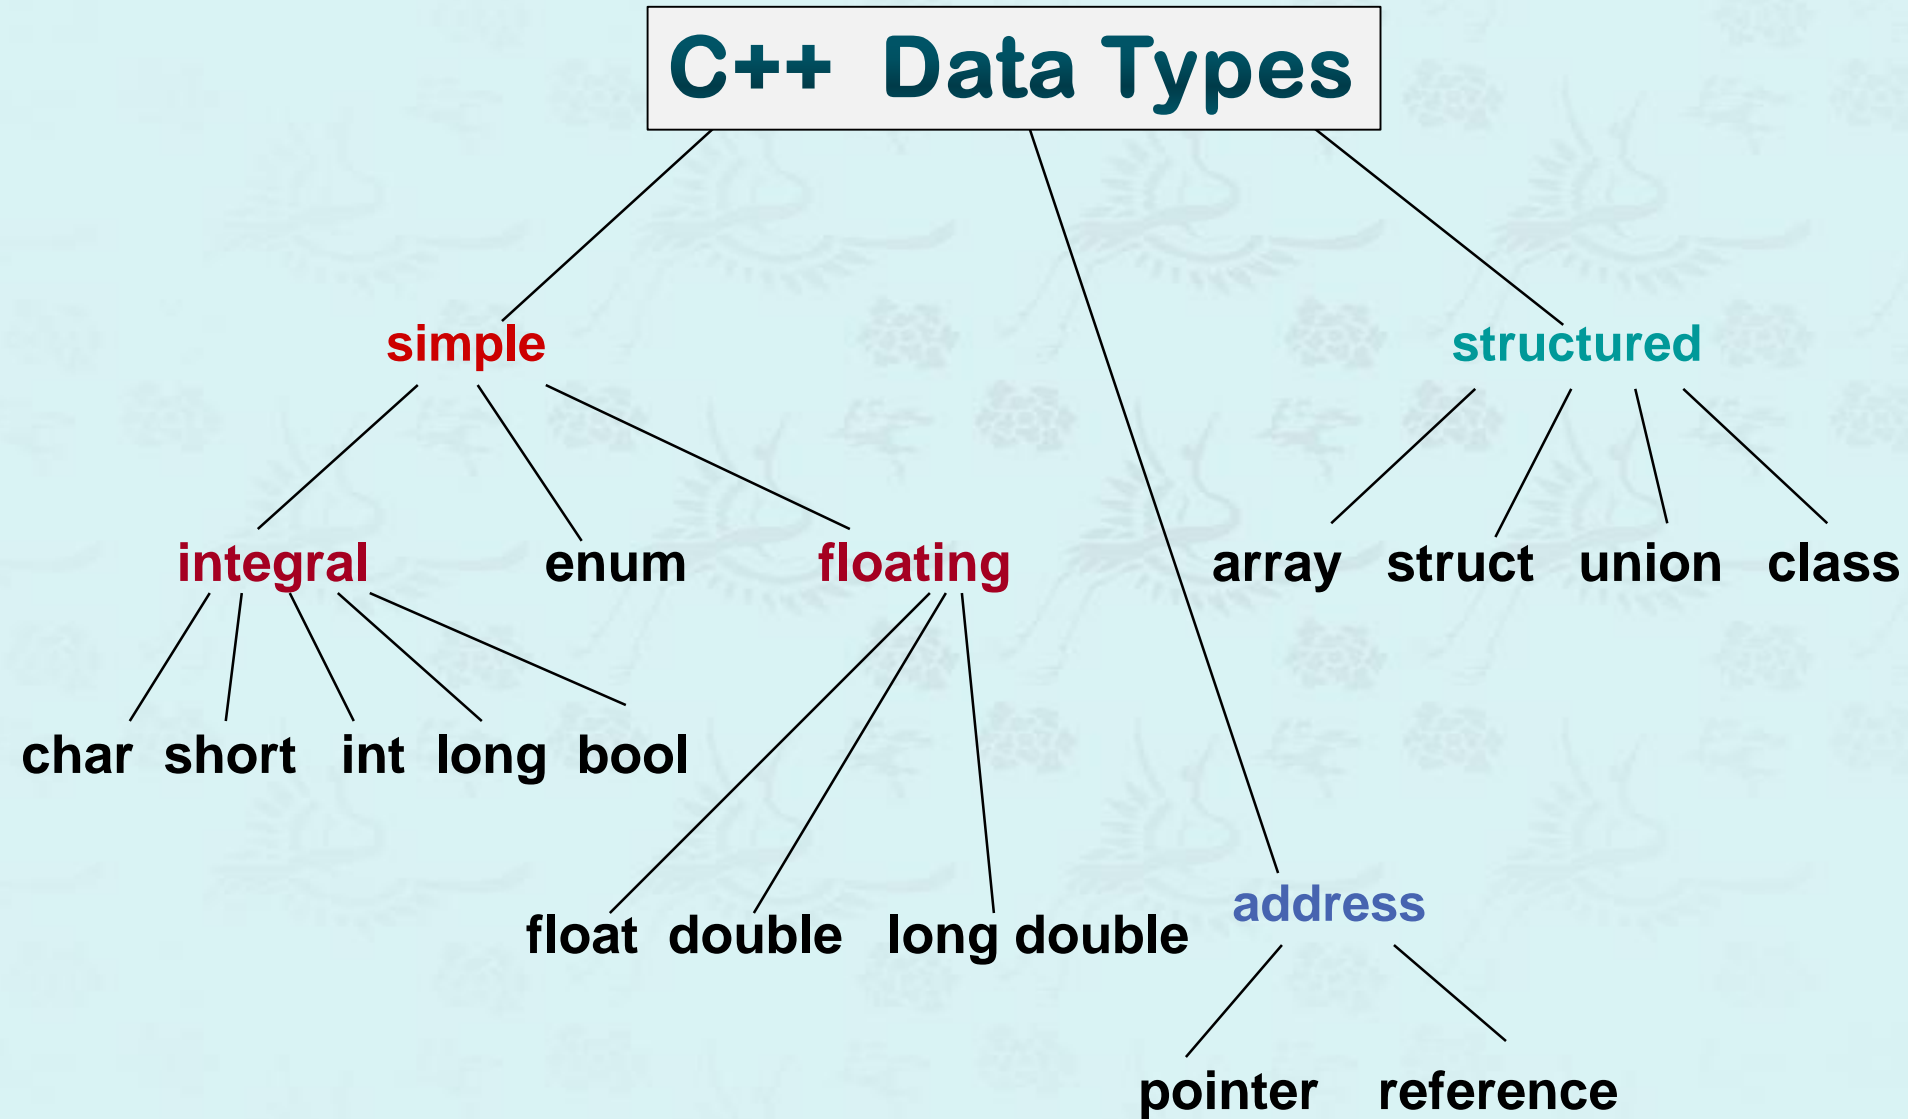 C++ Data Types
simple
structured
integral enum floating
array struct union class
char short int long bool
address
float double long double
pointer reference